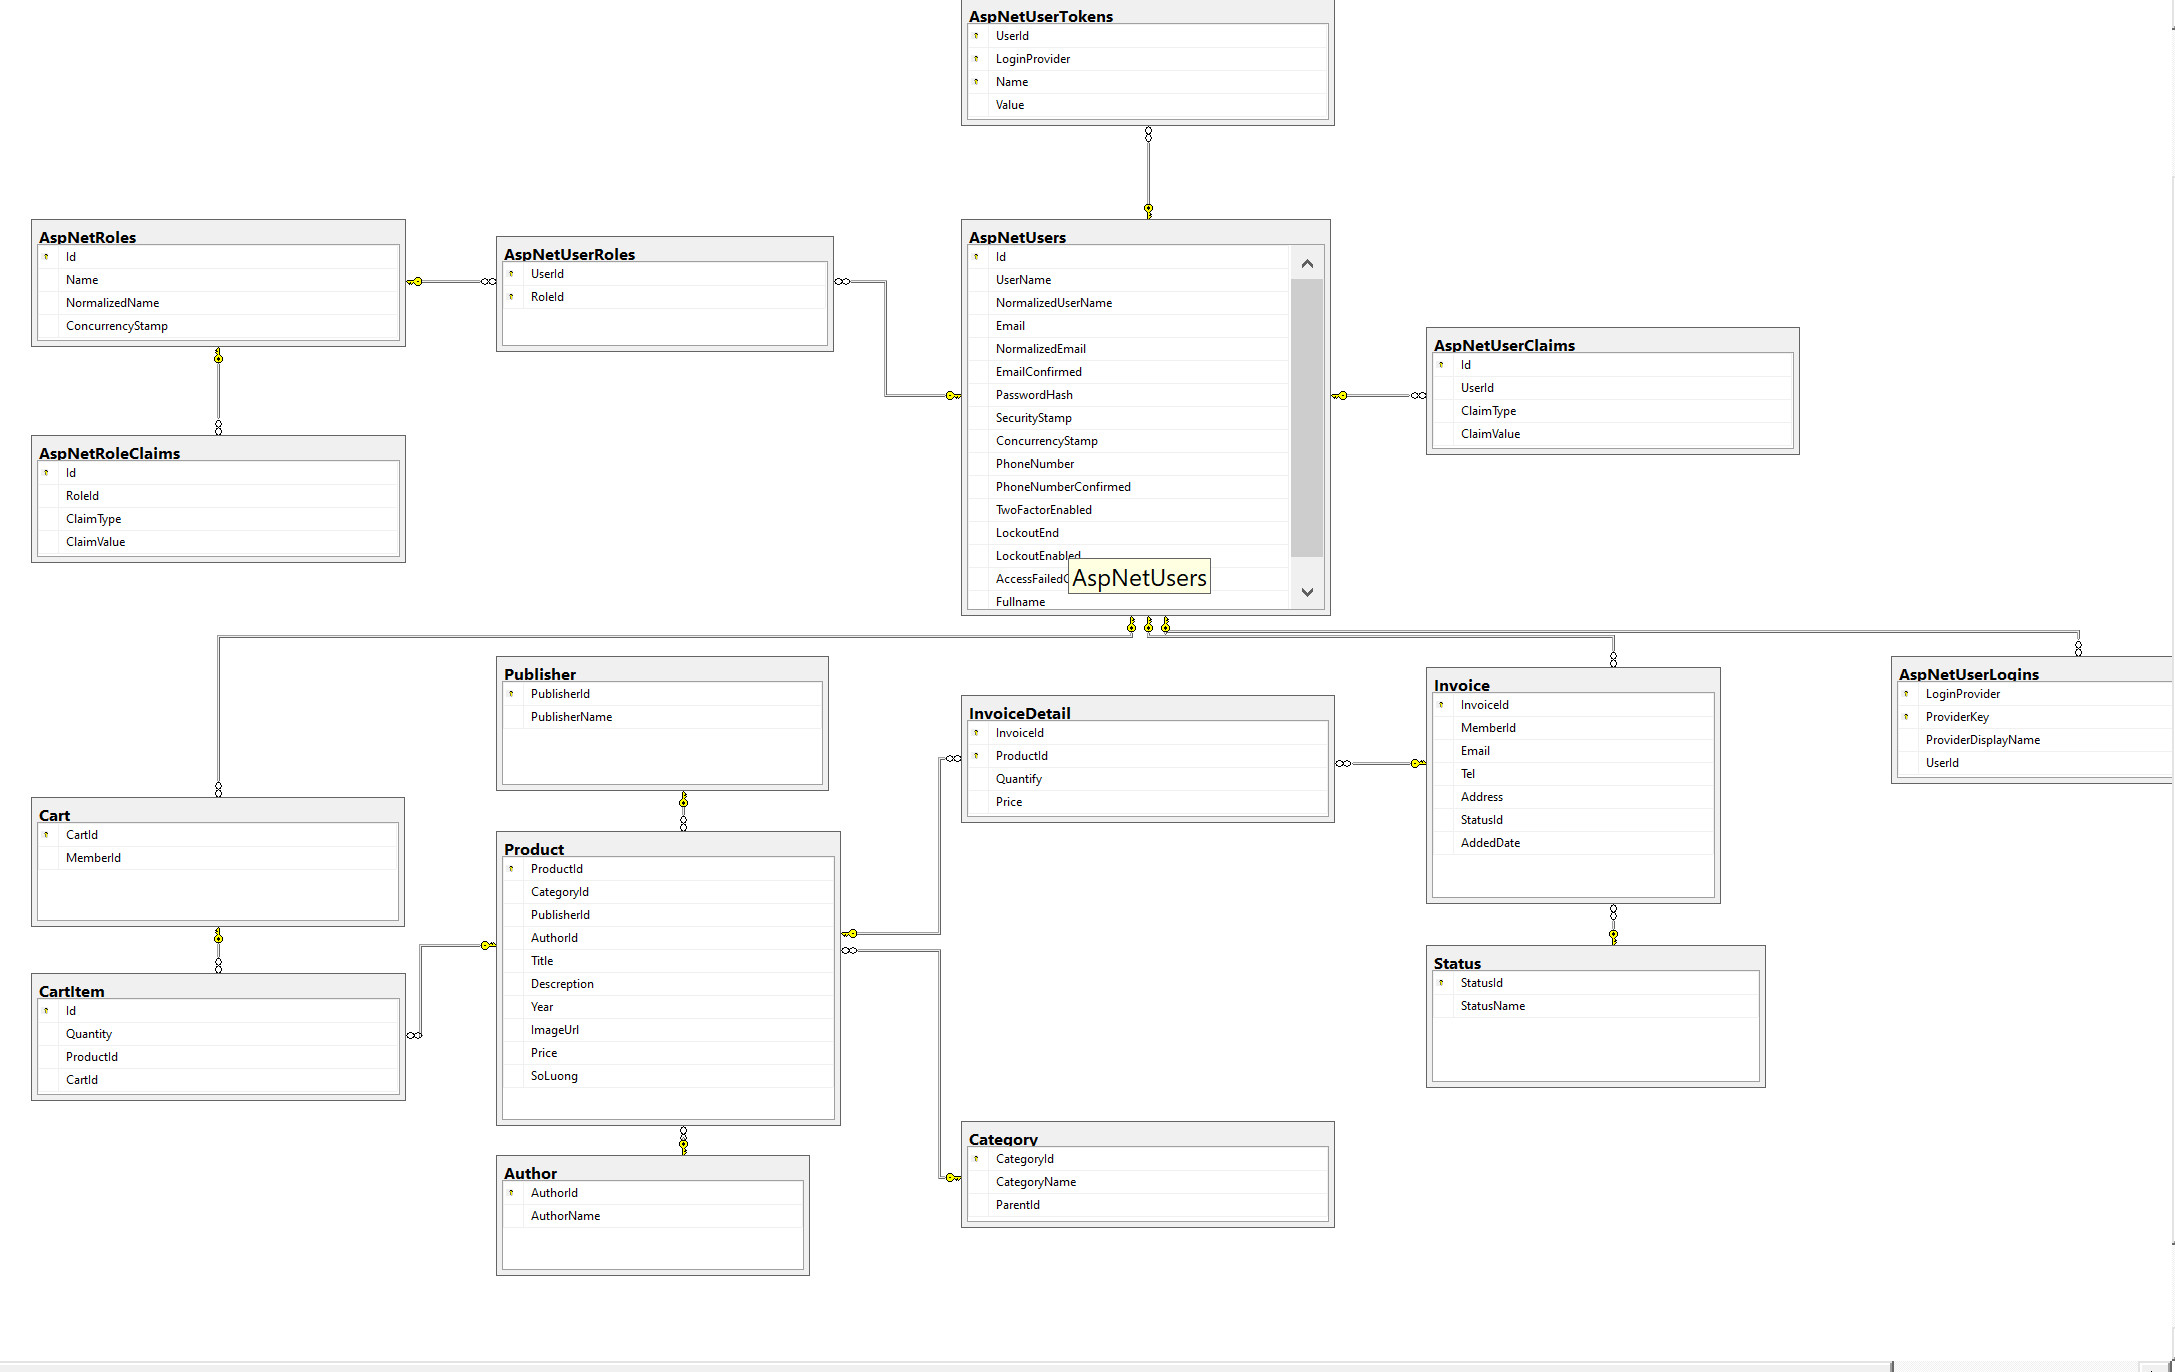 AspNetUserTokens
UserId
LoginProvider
Name
Value
AspNetRoles
Id
Name
NormalizedName
ConcurrencyStamp
AspNetUserRoles
UserId
RoleId
AspNetUsers
Id
UserName
NormalizedUserName
Email
NormalizedEmail
EmailConfirmed
PasswordHash
SecurityStamp
ConcurrencyStamp
PhoneNumber
PhoneNumberConfirmed
TwoFactorEnabled
LockoutEnd
LockoutEnabled
AccessFailedC
AspNetUsers
Fullname
AspNetUserClaims
Id
UserId
ClaimType
ClaimValue
AspNetRoleClaims
Id
RoleId
ClaimType
ClaimValue
Publisher
PublisherId
PublisherName
InvoiceDetail
InvoiceId
ProductId
Quantify
Price
Invoice
InvoiceId
MemberId
Email
Tel
Address
StatusId
AddedDate
AspNetUserLogins
LoginProvider
ProviderKey
ProviderDisplayName
UserId
Cart
CartId
MemberId
Product
ProductId
CategoryId
PublisherId
AuthorId
Title
Descreption
Year
ImageUrl
Price
SoLuong
CartItem
Id
Quantity
ProductId
CartId
Status
StatusId
StatusName
Category
CategoryId
CategoryName
ParentId
Author
AuthorId
AuthorName